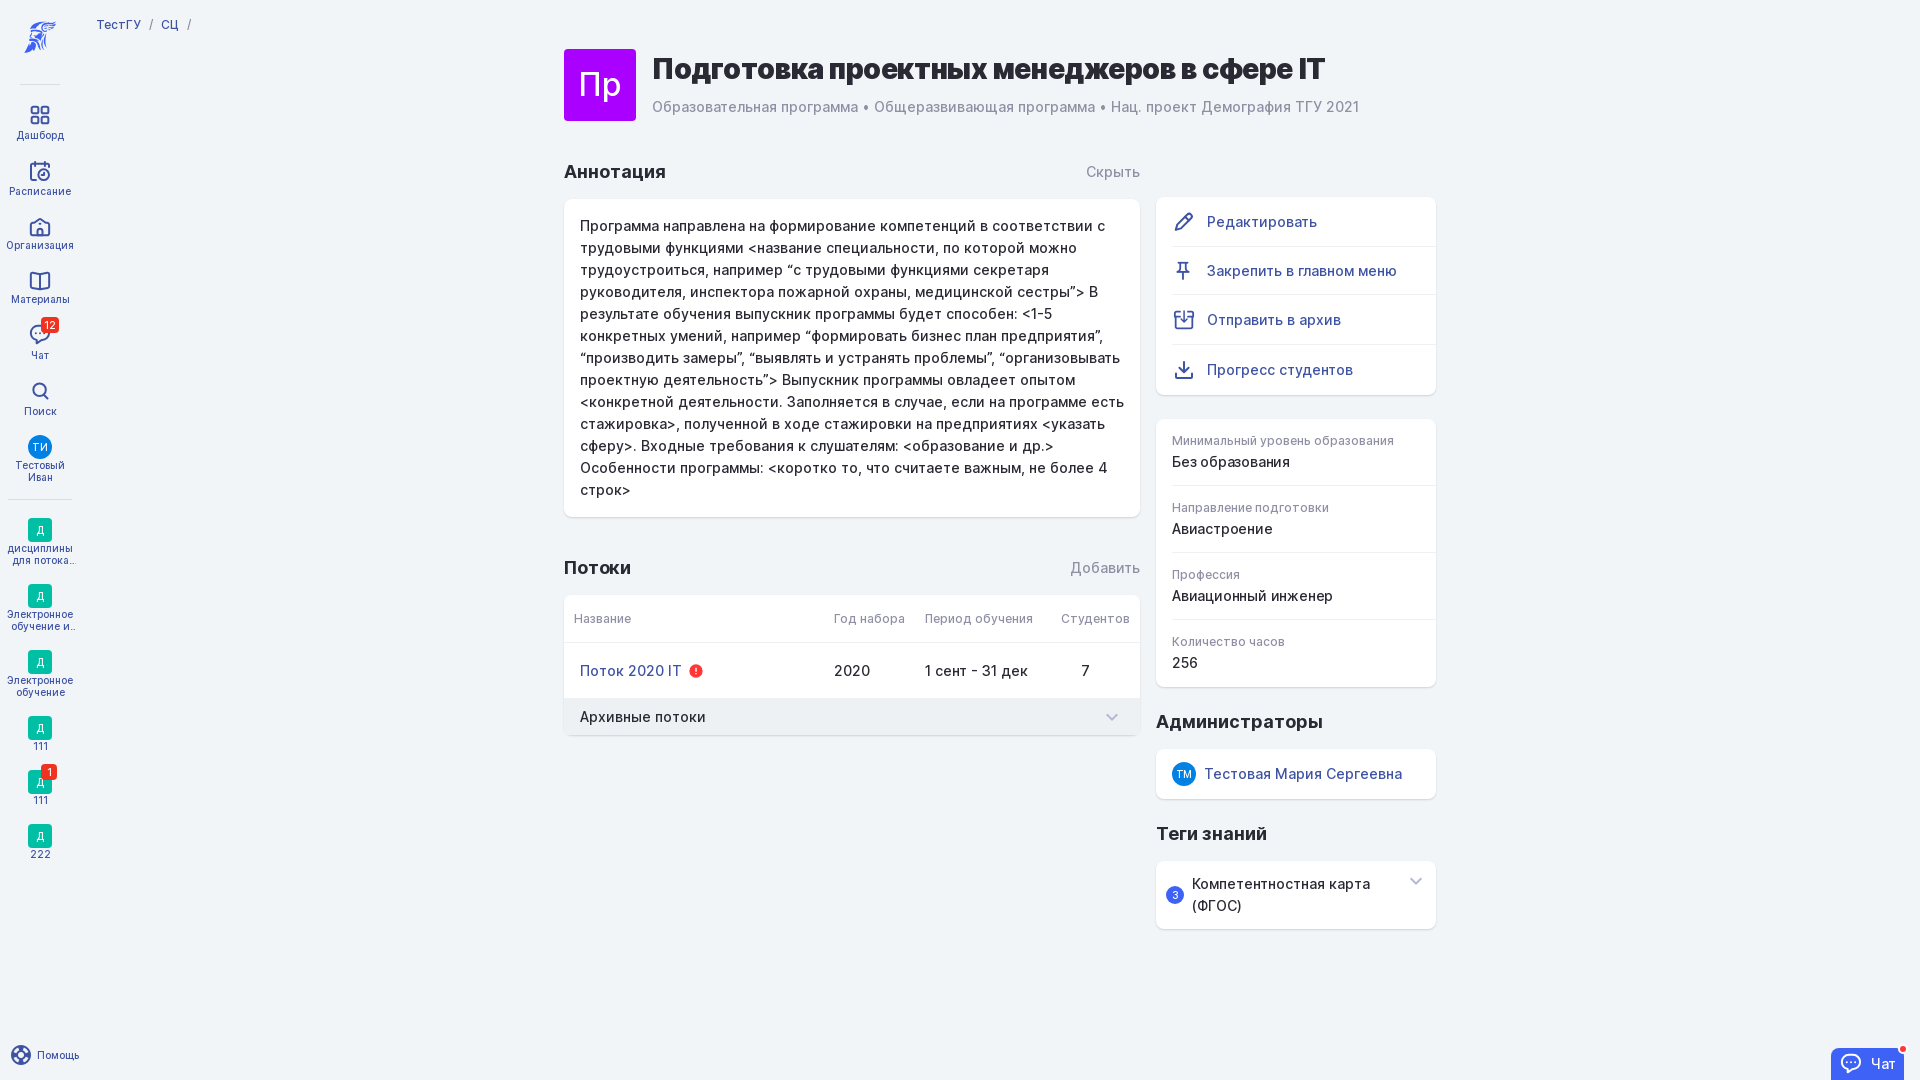 ТестГУ / СЦ /
Дашборд
Расписание
Организация
Материалы
12
Чат
Поиск
ТИ
Тестовый
Иван
Д
дисциплины
для потока...
Д
Электронное
обучение и...
Д
Электронное
обучение
Д
111
Д
1
111
Д
222
Помощь
Пр
Подготовка проектных менеджеров в сфере IT
Образовательная программа • Общеразвивающая программа • Нац. проект Демография ТГУ 2021
Аннотация
Скрыть
Программа направлена на формирование компетенций в соответствии с
трудовыми функциями <название специальности, по которой можно
трудоустроиться, например “с трудовыми функциями секретаря
руководителя, инспектора пожарной охраны, медицинской сестры”> В
результате обучения выпускник программы будет способен: <1-5
конкретных умений, например “формировать бизнес план предприятия”,
“производить замеры”, “выявлять и устранять проблемы”, “организовывать
проектную деятельность”> Выпускник программы овладеет опытом
<конкретной деятельности. Заполняется в случае, если на программе есть
стажировка>, полученной в ходе стажировки на предприятиях <указать
сферу>. Входные требования к слушателям: <образование и др.>
Особенности программы: <коротко то, что считаете важным, не более 4
строк>
Потоки
Добавить
Название Год набора Период обучения Студентов
Поток 2020 IT 2020 1 сент - 31 дек 7
Архивные потоки
Редактировать
Закрепить в главном меню
Отправить в архив
Прогресс студентов
Минимальный уровень образования
Без образования
Направление подготовки
Авиастроение
Профессия
Авиационный инженер
Количество часов
256
Администраторы
ТМ Тестовая Мария Сергеевна
Теги знаний
3
Компетентностная карта
(ФГОС)
Чат